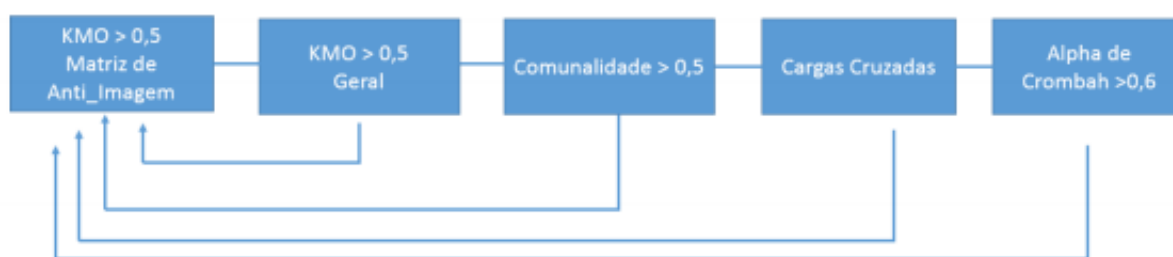 KMO > 0,5
Matriz de
Anti_Imagem
KMO > 0,5
Geral
Comunalidade > 0,5
Cargas Cruzadas
Alpha de
Crombah >0,6